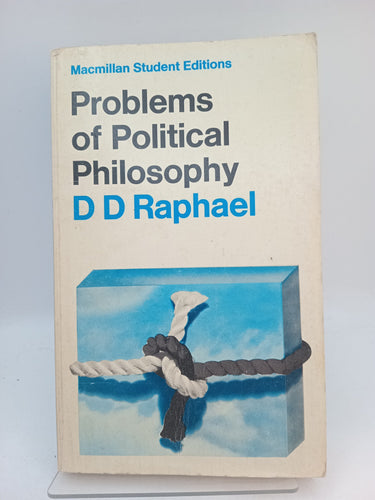 Macmillan Student Editions
Problems
of Political
Philosophy
D D Raphael